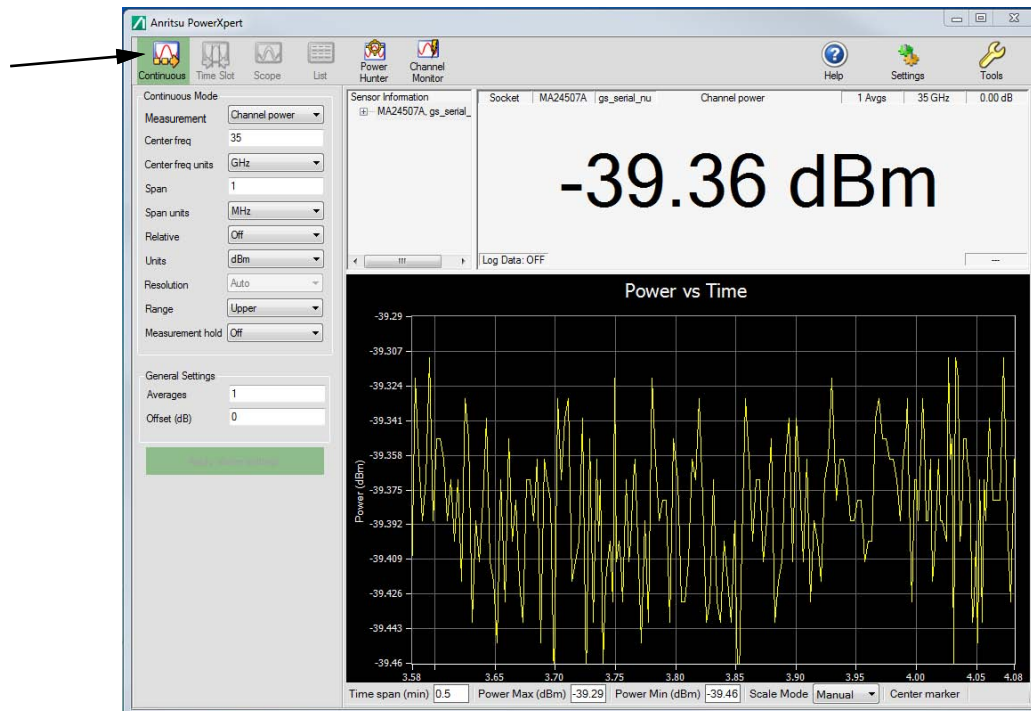 Anritsu PowerXpert
Continuous Time Slot Scope List Power Hunter Channel Monitor Help Settings Tools
Continuous Mode
Measurement Channel power
Center freq 35
Center freq units GHz
Span 1
Span units MHz
Relative Off
Units dBm
Resolution Auto
Range Upper
Measurement hold Off
General Settings
Averages 1
Offset (dB) 0
Sensor Information
MA24507A, gs_serial_
Socket MA24507A gs_serial_nu Channel power 1 Avgs 35 GHz 0.00 dB
-39.36 dBm
Log Data: OFF ---
Power vs Time
Power (dBm)
-39.29
-39.307
-39.324
-39.341
-39.358
-39.375
-39.392
-39.409
-39.426
-39.443
-39.46
3.58 3.65 3.70 3.75 3.80 3.85 3.90 3.95 4.00 4.05 4.08
Time span (min) 0.5 Power Max (dBm) -39.29 Power Min (dBm) -39.46 Scale Mode Manual Center marker